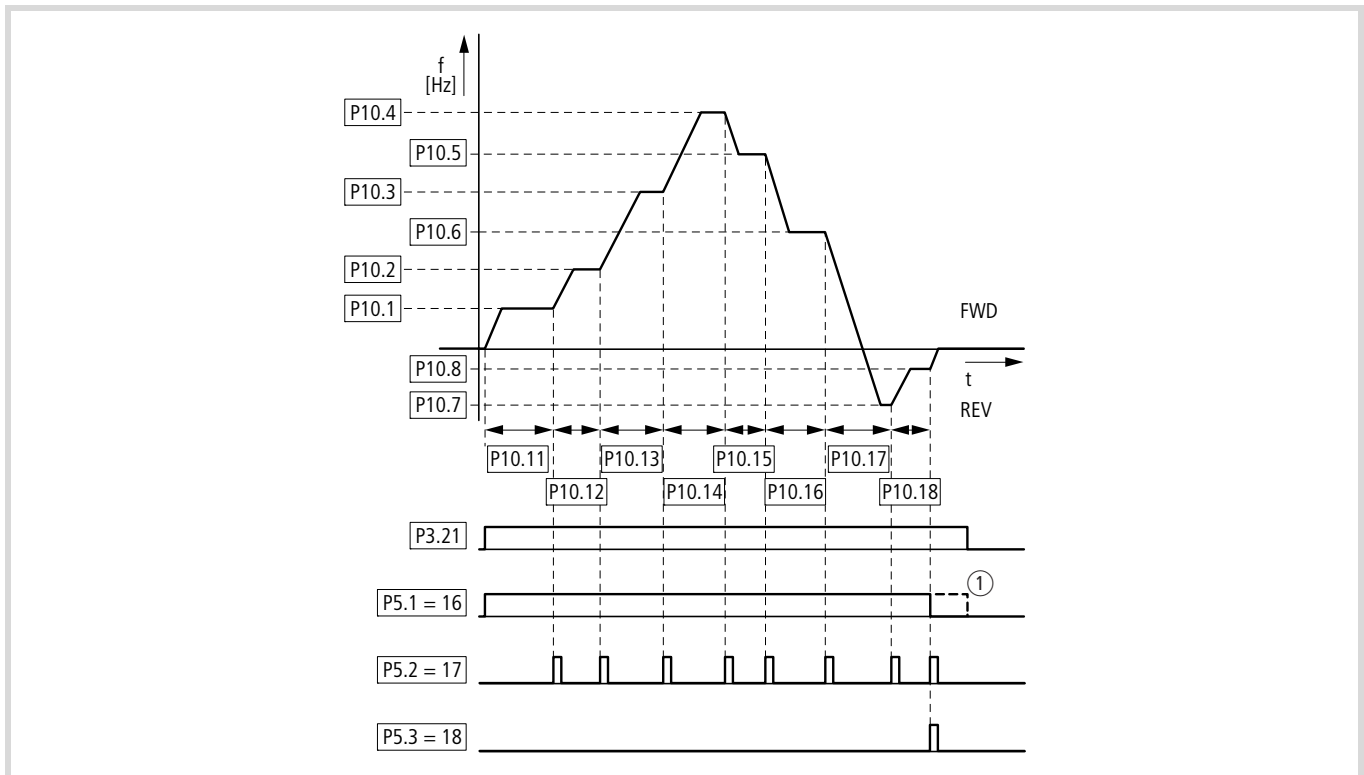 f
[Hz]
P10.4
P10.5
P10.3
P10.6
P10.2
P10.1
FWD
P10.8
t
P10.7
REV
P10.11 P10.13 P10.15 P10.17
P10.12 P10.14 P10.16 P10.18
P3.21
1
P5.1 = 16
P5.2 = 17
P5.3 = 18